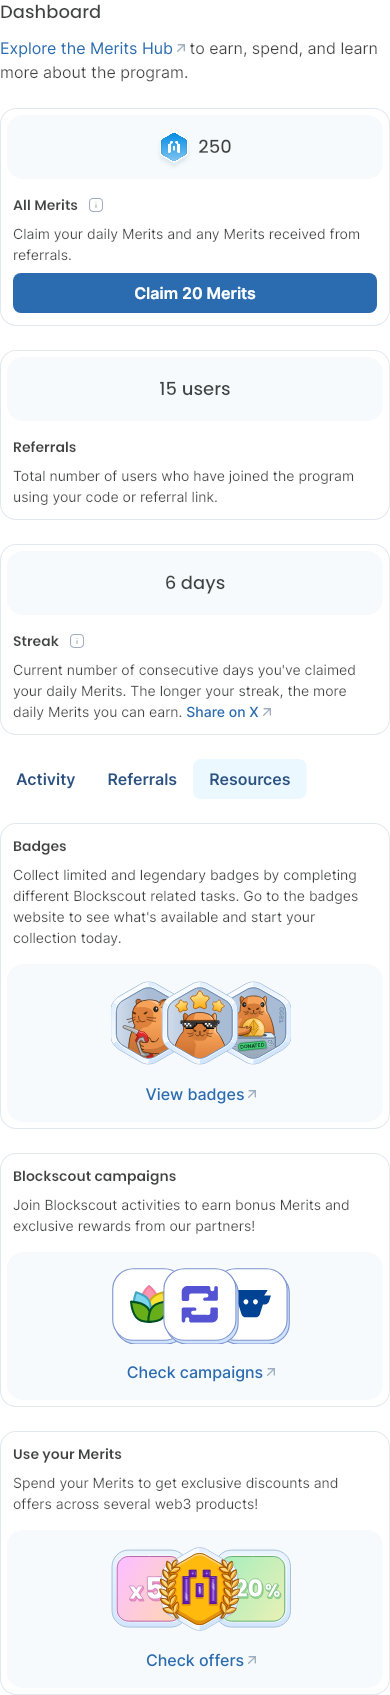 Dashboard
Explore the Merits Hub to earn, spend, and learn
more about the program.
250
All Merits
Claim your daily Merits and any Merits received from
referrals.
Claim 20 Merits
15 users
Referrals
Total number of users who have joined the program
using your code or referral link.
6 days
Streak
Current number of consecutive days you've claimed
your daily Merits. The longer your streak, the more
daily Merits you can earn. Share on X
Activity Referrals Resources
Badges
Collect limited and legendary badges by completing
different Blockscout related tasks. Go to the badges
website to see what's available and start your
collection today.
DONATED
View badges
Blockscout campaigns
Join Blockscout activities to earn bonus Merits and
exclusive rewards from our partners!
Check campaigns
Use your Merits
Spend your Merits to get exclusive discounts and
offers across several web3 products!
x5 20%
Check offers